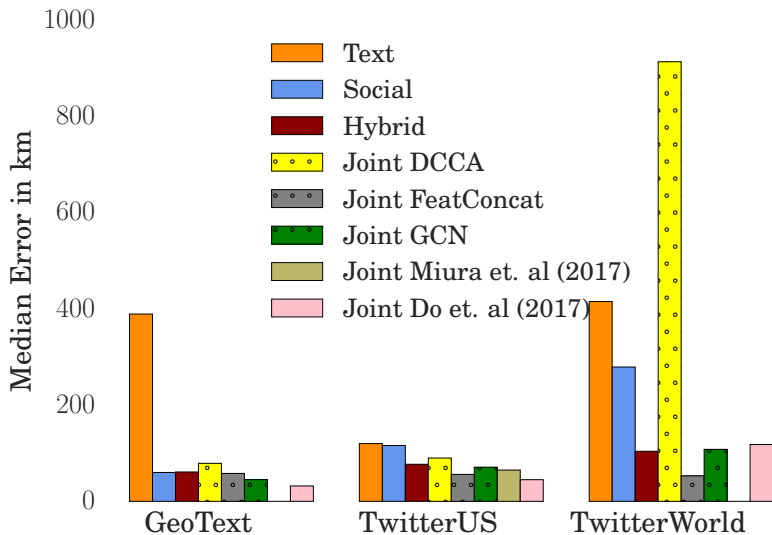 1000
800
600
400
200
0
Median Error in km
Text
Social
Hybrid
Joint DCCA
Joint FeatConcat
Joint GCN
Joint Miura et. al (2017)
Joint Do et. al (2017)
GeoText
TwitterUS
TwitterWorld